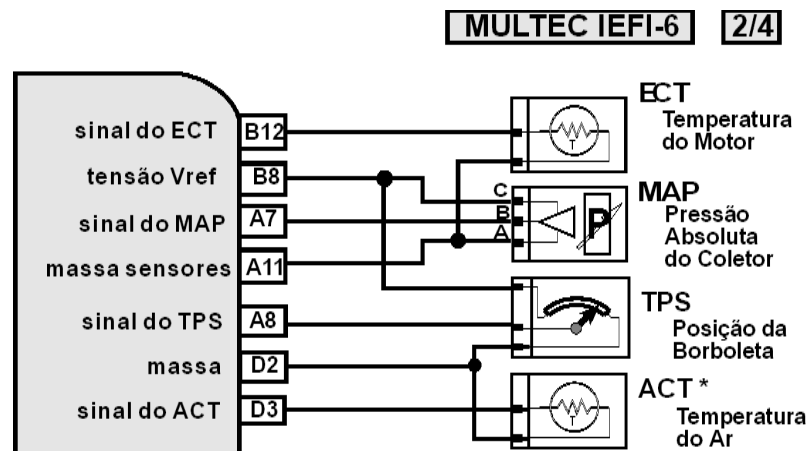 MULTEC IEFI-6 2/4
sinal do ECT B12
tensão Vref B8
sinal do MAP A7
massa sensores A11
sinal do TPS A8
massa D2
sinal do ACT D3
ECT
Temperatura
do Motor
T
C
B
A
MAP
Pressão
Absoluta
do Coletor
P
TPS
Posição da
Borboleta
ACT *
Temperatura
do Ar
T